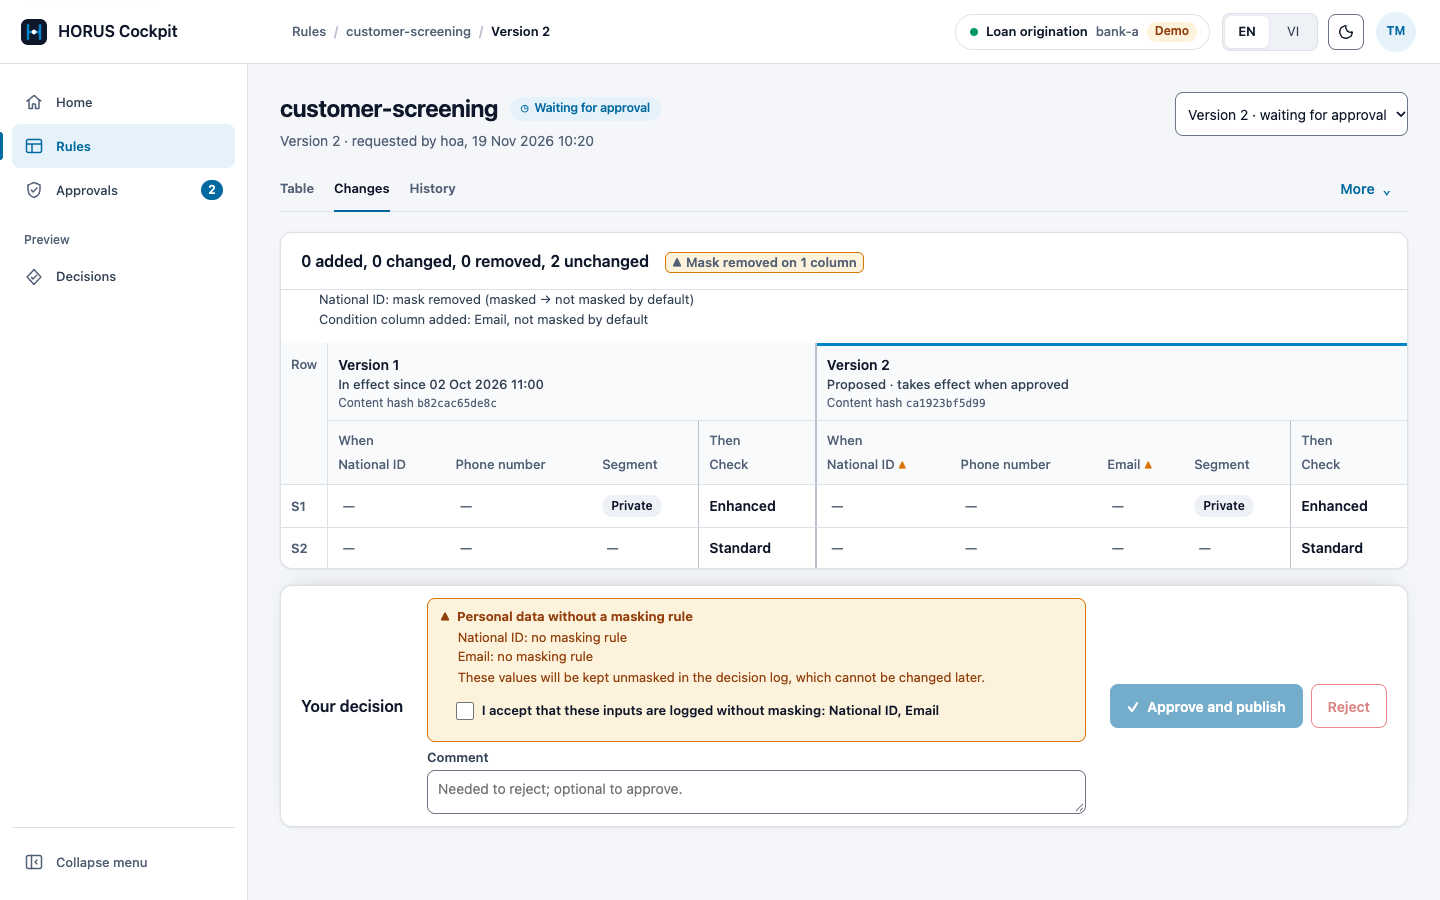 HORUS Cockpit
Rules / customer-screening / Version 2
Loan origination bank-a Demo
EN VI
TM
Home
Rules
Approvals 2
Preview
Decisions
Collapse menu
customer-screening Waiting for approval
Version 2 · waiting for approval
Version 2 · requested by hoa, 19 Nov 2026 10:20
Table Changes History
More
0 added, 0 changed, 0 removed, 2 unchanged ▲ Mask removed on 1 column
National ID: mask removed (masked → not masked by default)
Condition column added: Email, not masked by default
Row
Version 1
In effect since 02 Oct 2026 11:00
Content hash b82cac65de8c
Version 2
Proposed · takes effect when approved
Content hash ca1923bf5d99
When Then When Then
National ID Phone number Segment Check National ID ▲ Phone number Email ▲ Segment Check
S1 — — Private Enhanced — — — Private Enhanced
S2 — — — Standard — — — — Standard
Your decision
▲ Personal data without a masking rule
National ID: no masking rule
Email: no masking rule
These values will be kept unmasked in the decision log, which cannot be changed later.
I accept that these inputs are logged without masking: National ID, Email
Comment
Needed to reject; optional to approve.
✓ Approve and publish
Reject